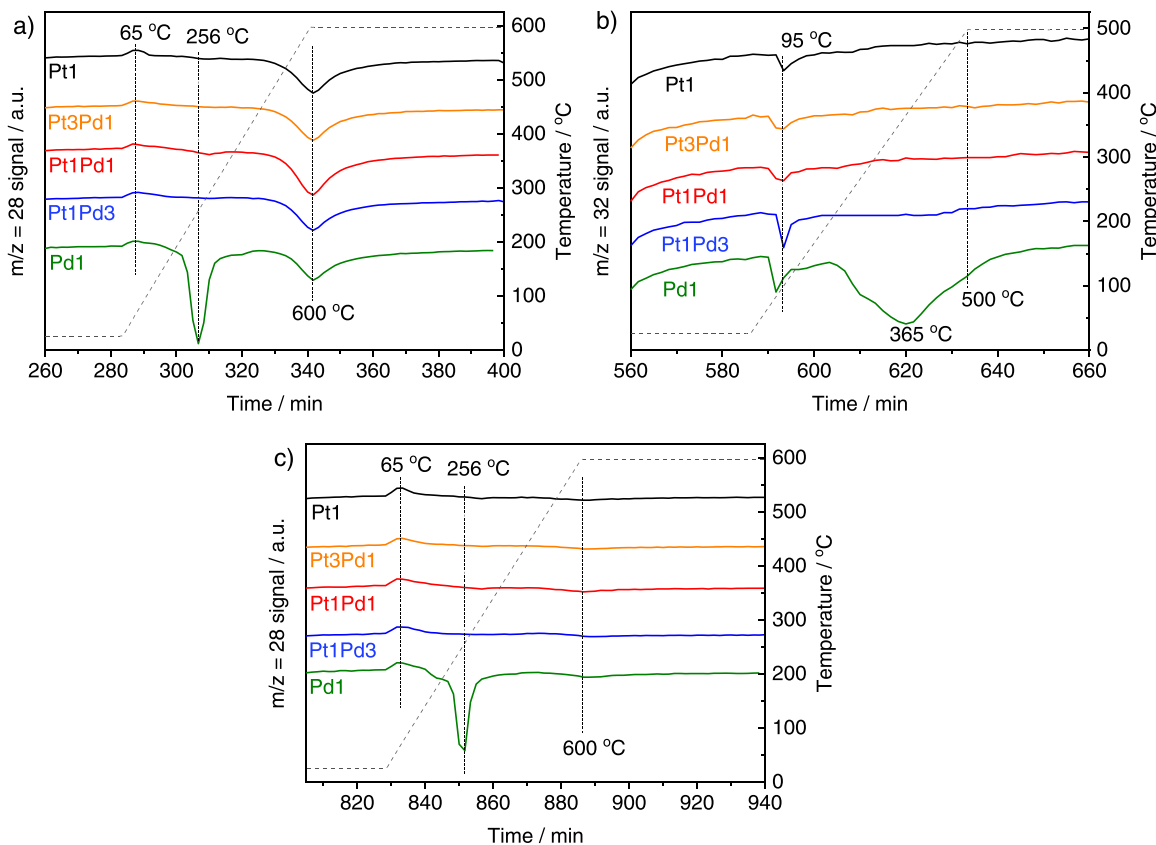 a)
65 °C
256 °C
Pt1
Pt3Pd1
Pt1Pd1
Pt1Pd3
Pd1
600 °C
m/z = 28 signal / a.u.
600
500
400
300
200
100
0
Temperature / °C
260 280 300 320 340 360 380 400
Time / min
b)
95 °C
Pt1
Pt3Pd1
Pt1Pd1
Pt1Pd3
Pd1
500 °C
365 °C
m/z = 32 signal / a.u.
500
400
300
200
100
0
Temperature / °C
560 580 600 620 640 660
Time / min
c)
65 °C
256 °C
Pt1
Pt3Pd1
Pt1Pd1
Pt1Pd3
Pd1
600 °C
m/z = 28 signal / a.u.
600
500
400
300
200
100
0
Temperature / °C
820 840 860 880 900 920 940
Time / min